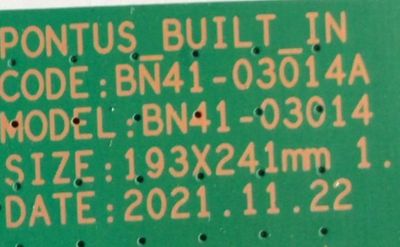 PONTUS_BUILT_IN
CODE:BN41-03014A
MODEL:BN41-03014
SIZE:193X241mm 1.
DATE:2021.11.22